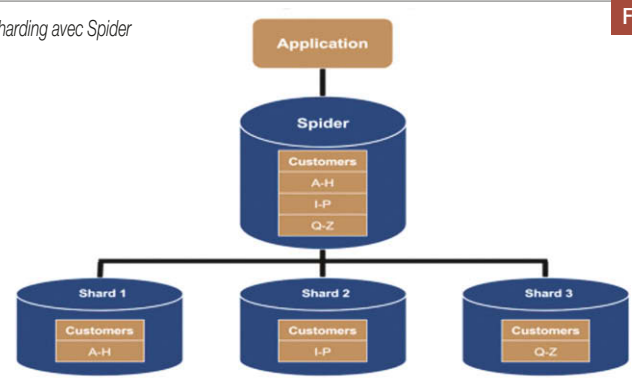 harding avec Spider
F
Application
Spider
Customers
A-H
I-P
Q-Z
Shard 1
Customers
A-H
Shard 2
Customers
I-P
Shard 3
Customers
Q-Z